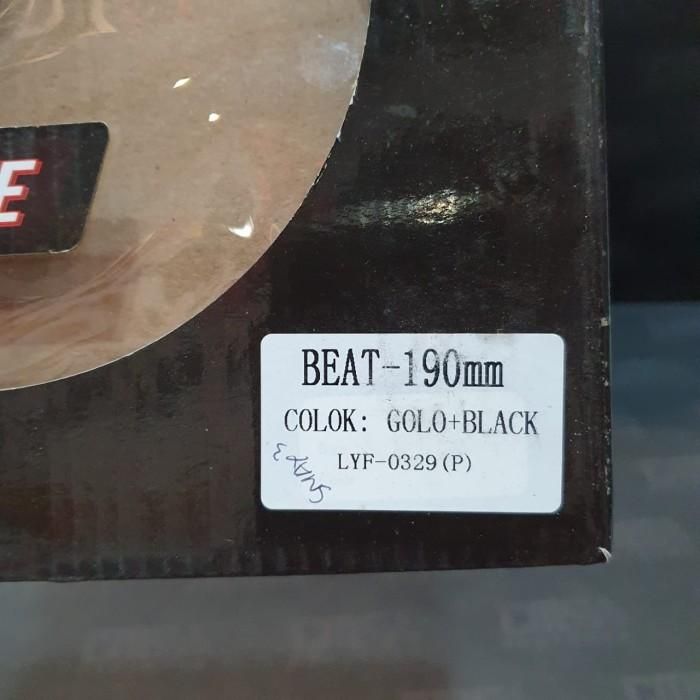 E
BEAT-190mm
COLOK: GOLO+BLACK
LYF-0329(P)